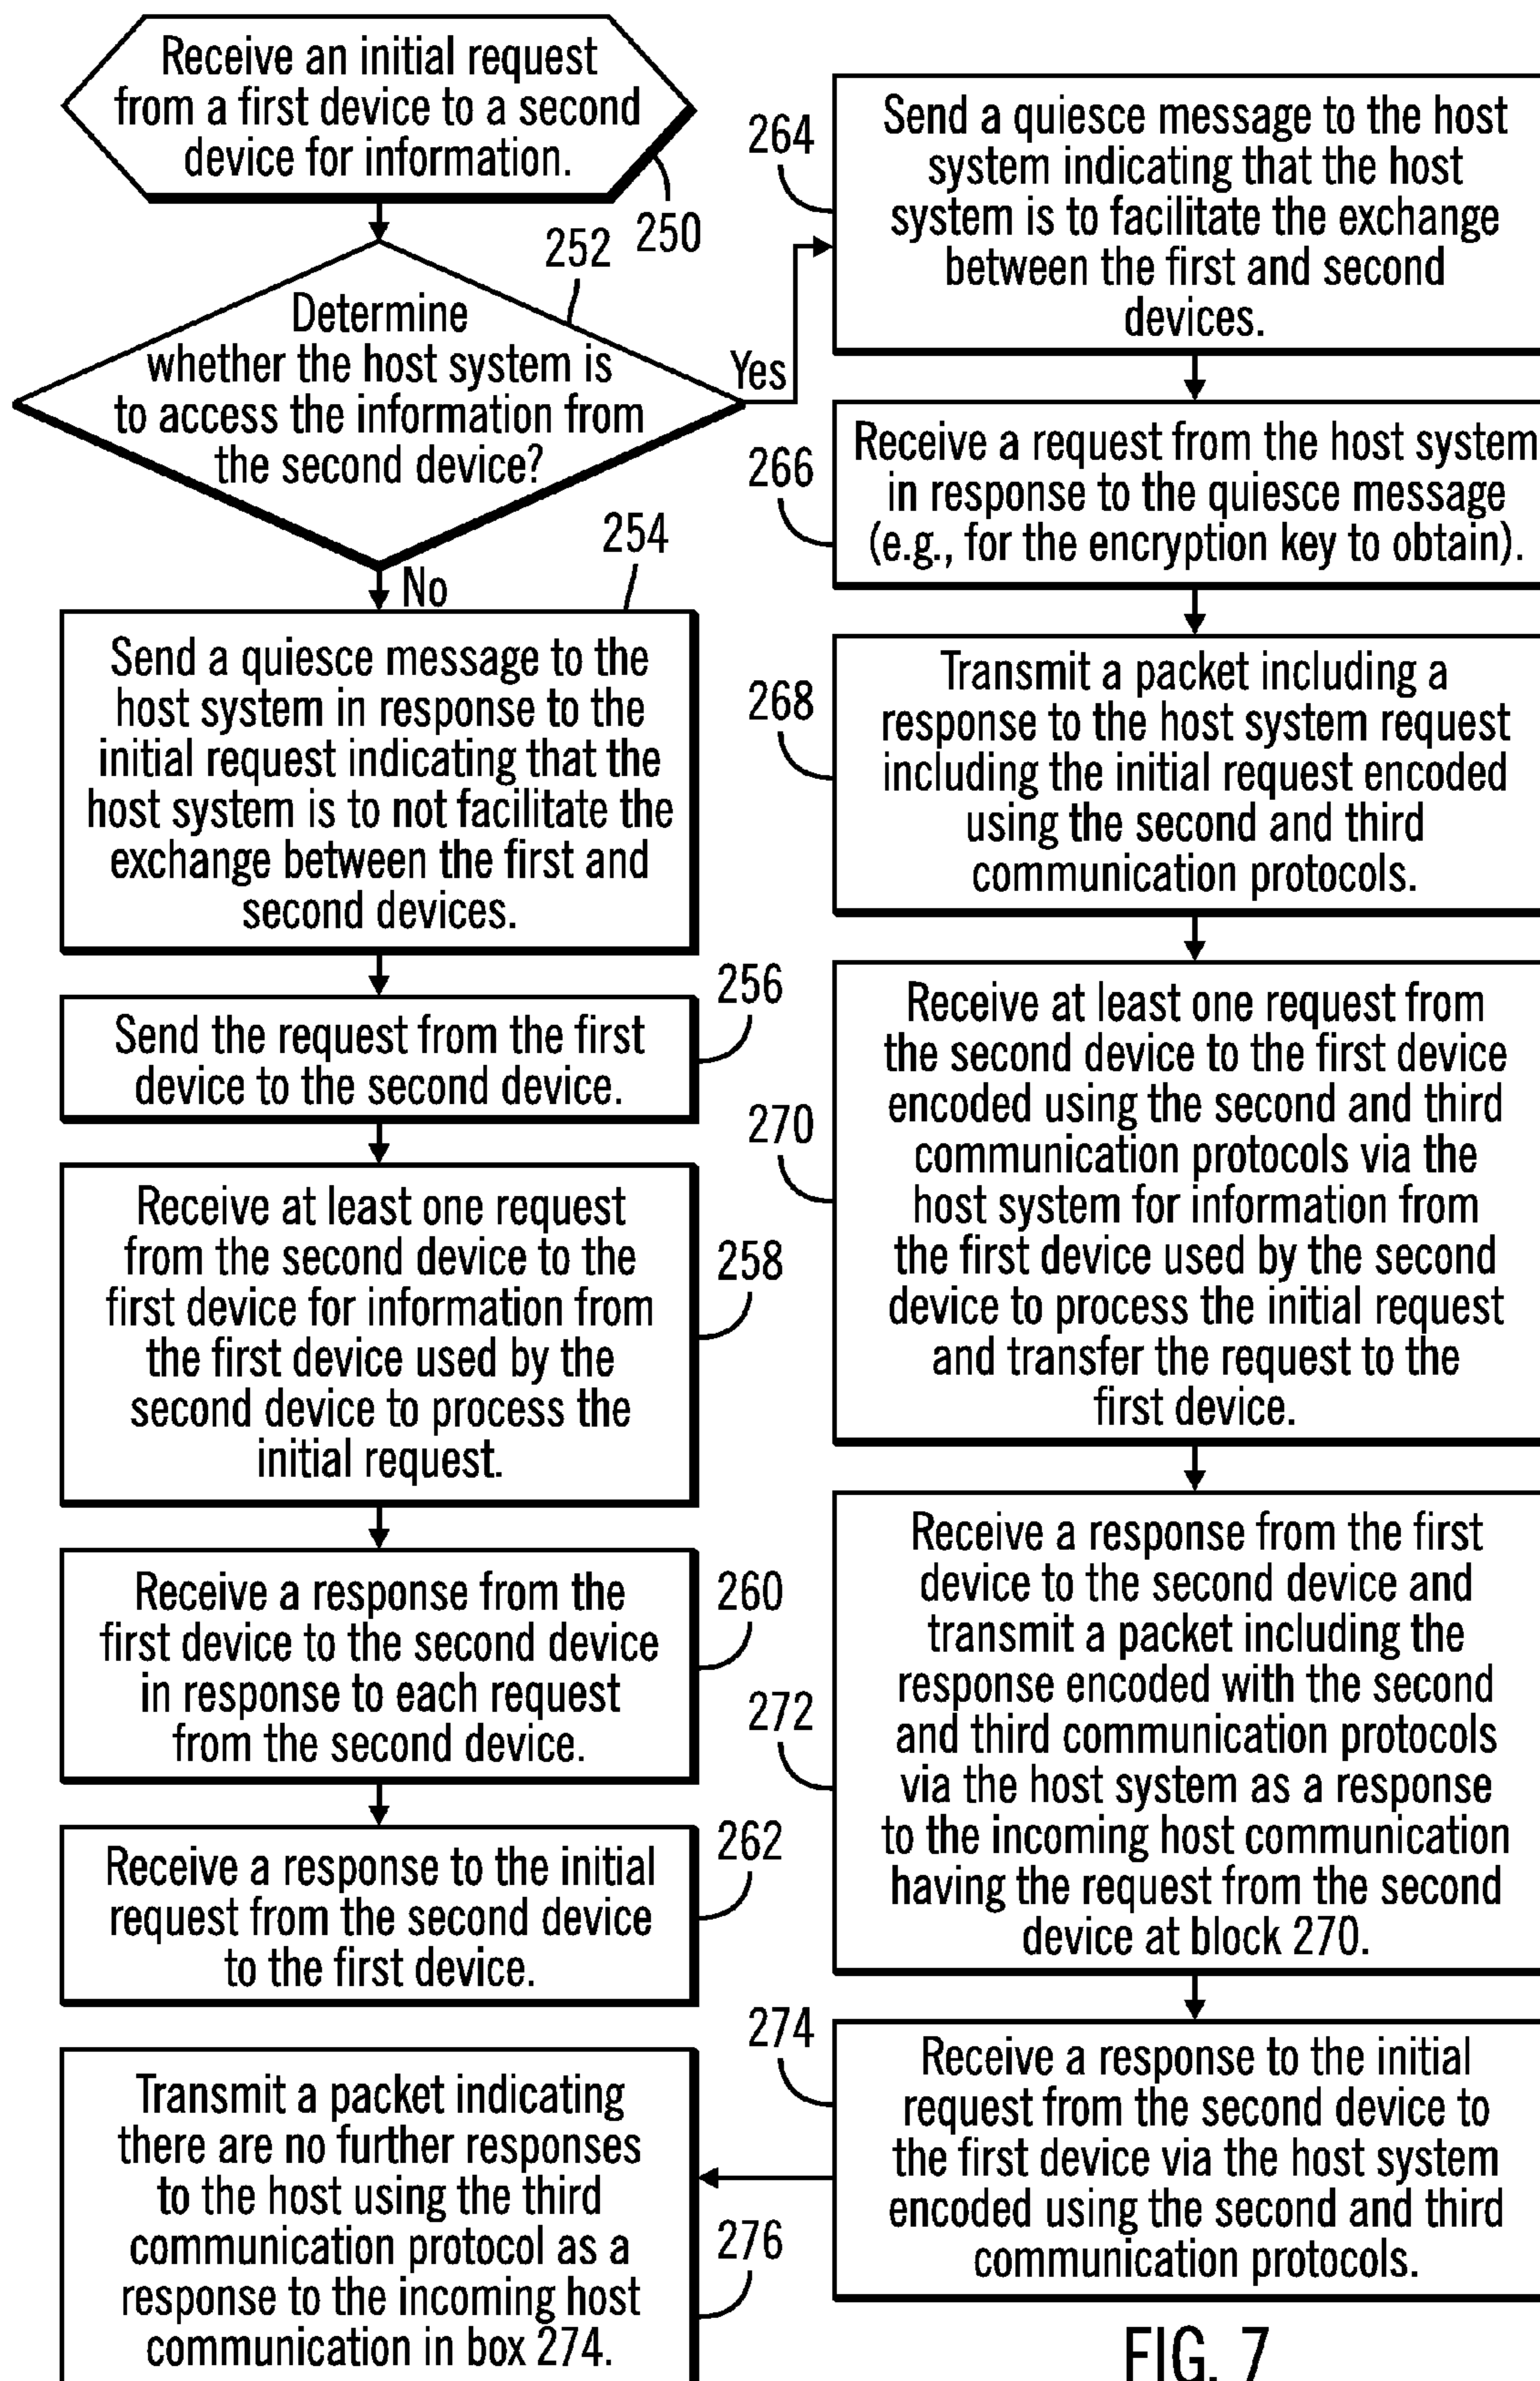 Receive an initial request
from a first device to a second
device for information.
250
252
Determine
whether the host system is
to access the information from
the second device?
Yes
No
254
Send a quiesce message to the
host system in response to the
initial request indicating that the
host system is to not facilitate the
exchange between the first and
second devices.
256
Send the request from the first
device to the second device.
258
Receive at least one request
from the second device to the
first device for information from
the first device used by the
second device to process the
initial request.
260
Receive a response from the
first device to the second device
in response to each request
from the second device.
262
Receive a response to the initial
request from the second device
to the first device.
264
Send a quiesce message to the host
system indicating that the host
system is to facilitate the exchange
between the first and second
devices.
266
Receive a request from the host system
in response to the quiesce message
(e.g., for the encryption key to obtain).
268
Transmit a packet including a
response to the host system request
including the initial request encoded
using the second and third
communication protocols.
270
Receive at least one request from
the second device to the first device
encoded using the second and third
communication protocols via the
host system for information from
the first device used by the second
device to process the initial request
and transfer the request to the
first device.
272
Receive a response from the first
device to the second device and
transmit a packet including the
response encoded with the second
and third communication protocols
via the host system as a response
to the incoming host communication
having the request from the second
device at block 270.
274
Receive a response to the initial
request from the second device to
the first device via the host system
encoded using the second and third
communication protocols.
276
Transmit a packet indicating
there are no further responses
to the host using the third
communication protocol as a
response to the incoming host
communication in box 274.
FIG. 7